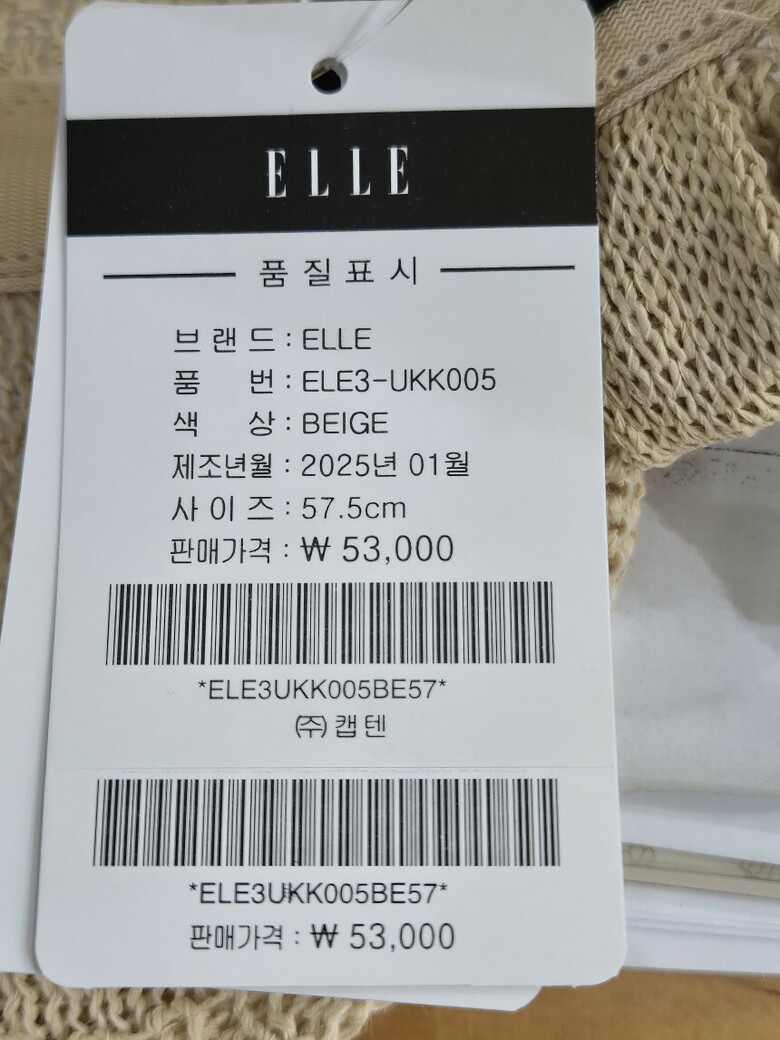 ELLE
품질표시
브랜드 : ELLE
품 번 : ELE3-UKK005
색 상 : BEIGE
제조년월 : 2025년 01월
사이즈 : 57.5cm
판매가격 : ₩ 53,000
*ELE3UKK005BE57*
㈜캡텐
*ELE3UKK005BE57*
판매가격 : ₩ 53,000